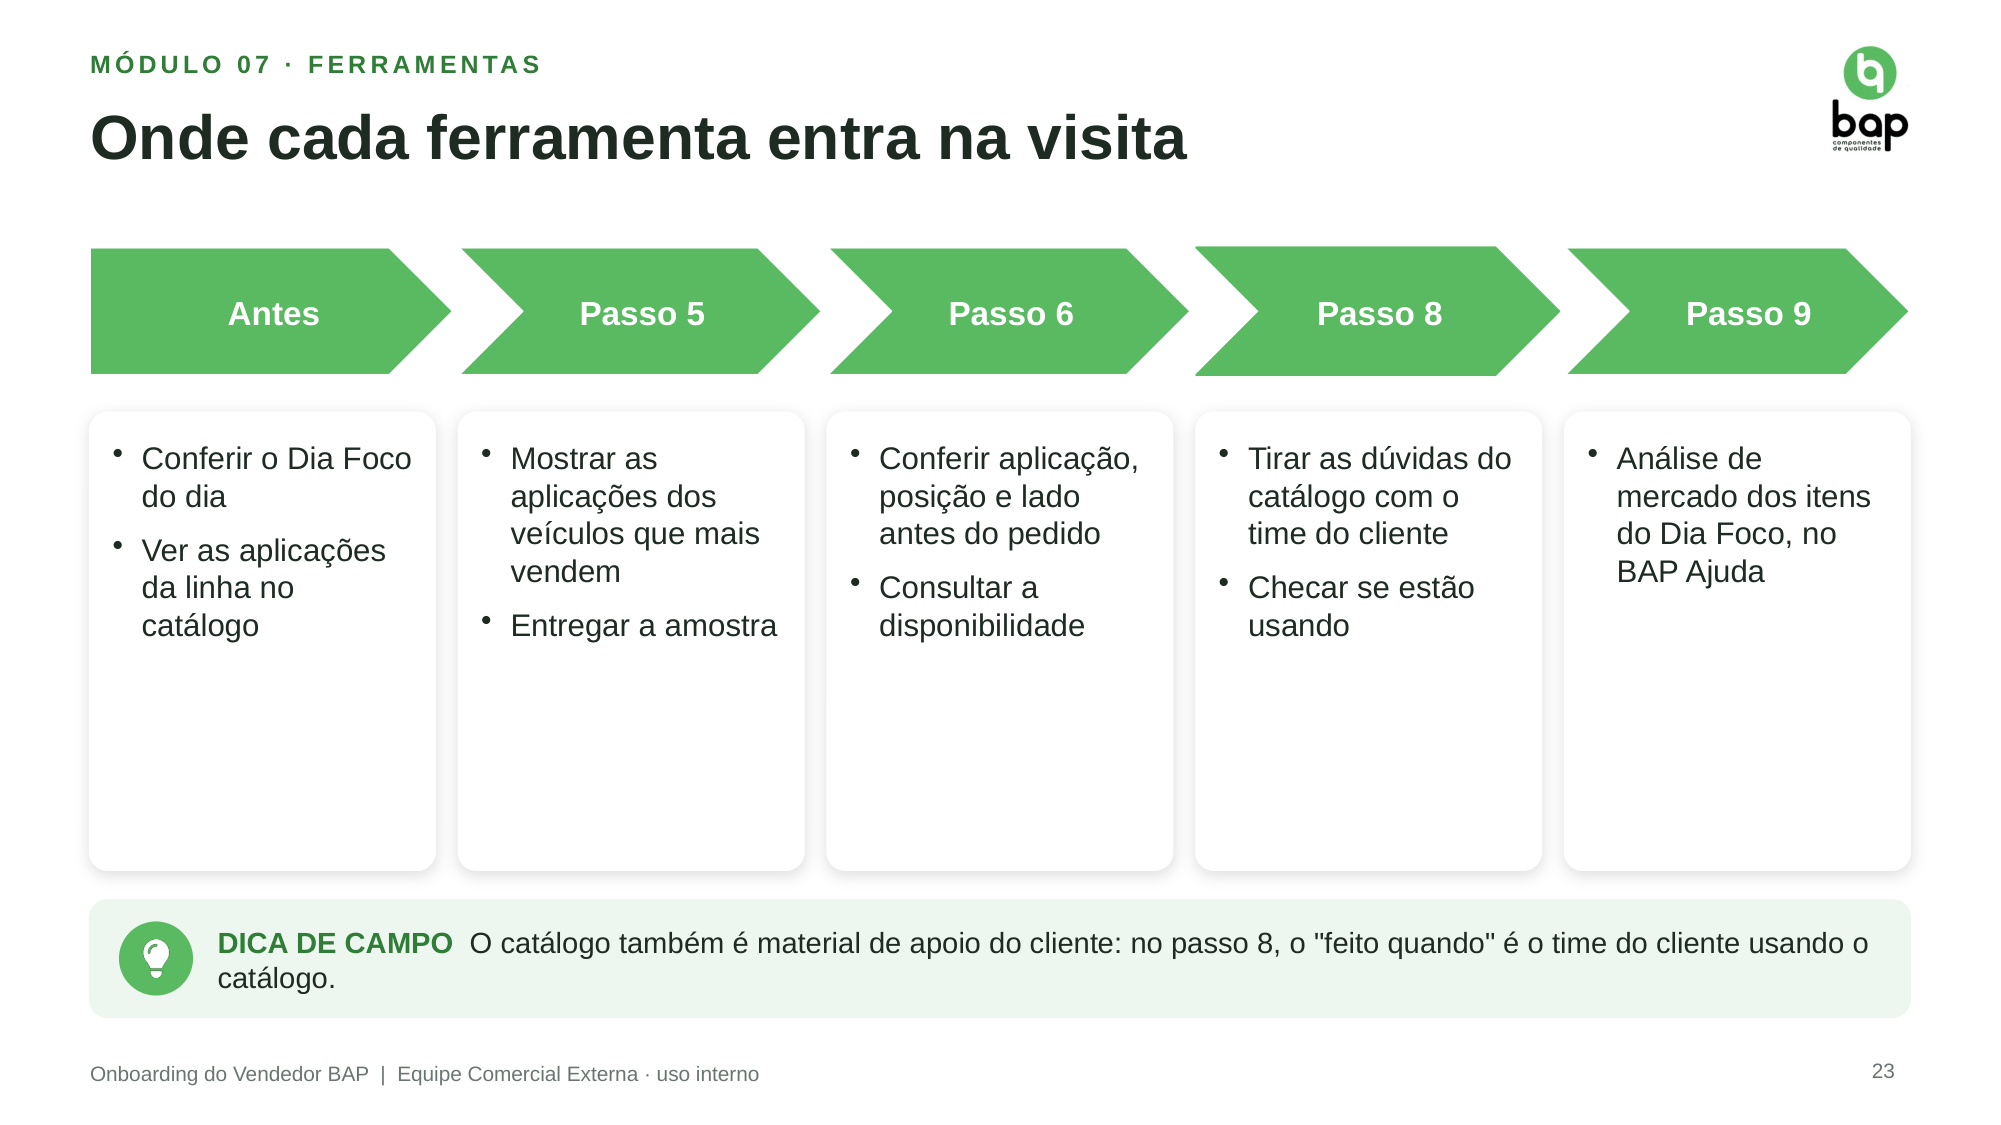 MÓDULO 07 · FERRAMENTAS
Onde cada ferramenta entra na visita
bap
componentes
de qualidade
Antes
Passo 5
Passo 6
Passo 8
Passo 9
• Conferir o Dia Foco
do dia
• Ver as aplicações
da linha no
catálogo
• Mostrar as
aplicações dos
veículos que mais
vendem
• Entregar a amostra
• Conferir aplicação,
posição e lado
antes do pedido
• Consultar a
disponibilidade
• Tirar as dúvidas do
catálogo com o
time do cliente
• Checar se estão
usando
• Análise de
mercado dos itens
do Dia Foco, no
BAP Ajuda
DICA DE CAMPO O catálogo também é material de apoio do cliente: no passo 8, o "feito quando" é o time do cliente usando o
catálogo.
Onboarding do Vendedor BAP | Equipe Comercial Externa · uso interno
23